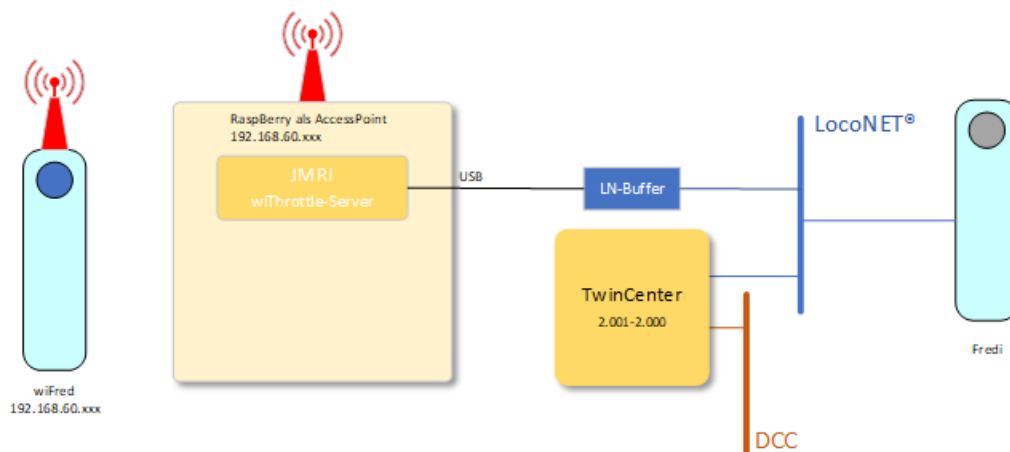 RaspBerry als AccessPoint
192.168.60.xxx
JMRI
wiThrottle-Server
USB
LN-Buffer
LocoNET®
TwinCenter
2.001-2.000
Fredi
wiFred
192.168.60.xxx
DCC